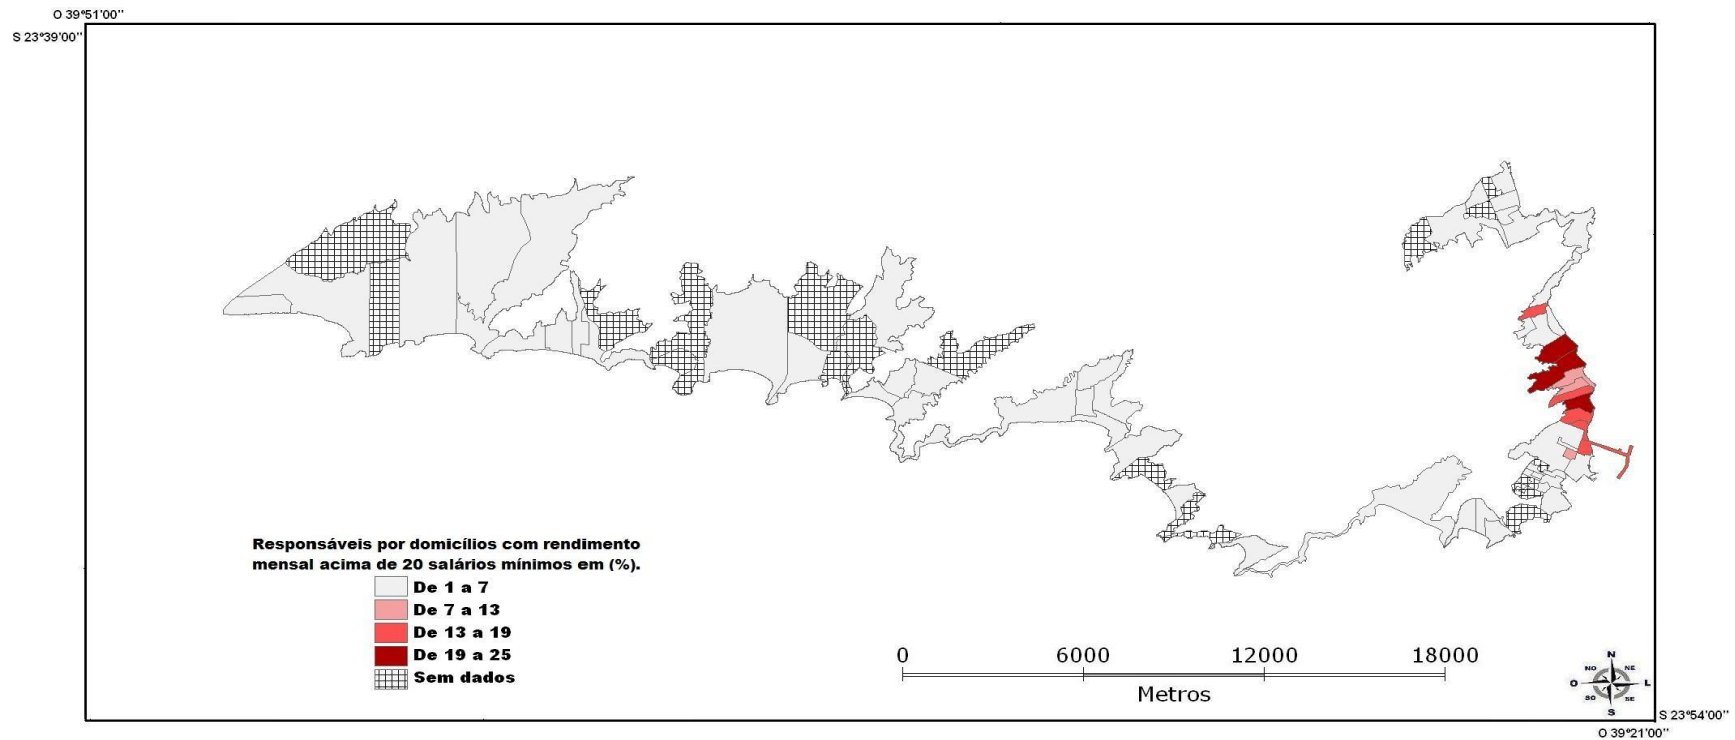 O 39°51'00''
S 23°39'00''
Responsáveis por domicílios com rendimento
mensal acima de 20 salários mínimos em (%).
De 1 a 7
De 7 a 13
De 13 a 19
De 19 a 25
Sem dados
0 6000 12000 18000
Metros
N
NO NE
O L
SO SE
S
S 23°54'00''
O 39°21'00''